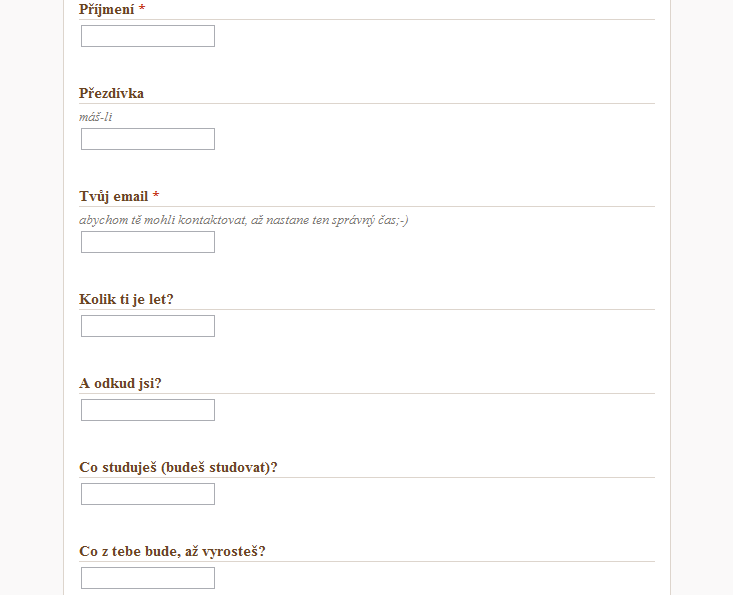 Příjmení *
Přezdívka
máš-li
Tvůj email *
abychom tě mohli kontaktovat, až nastane ten správný čas;-)
Kolik ti je let?
A odkud jsi?
Co studuješ (budeš studovat)?
Co z tebe bude, až vyrosteš?